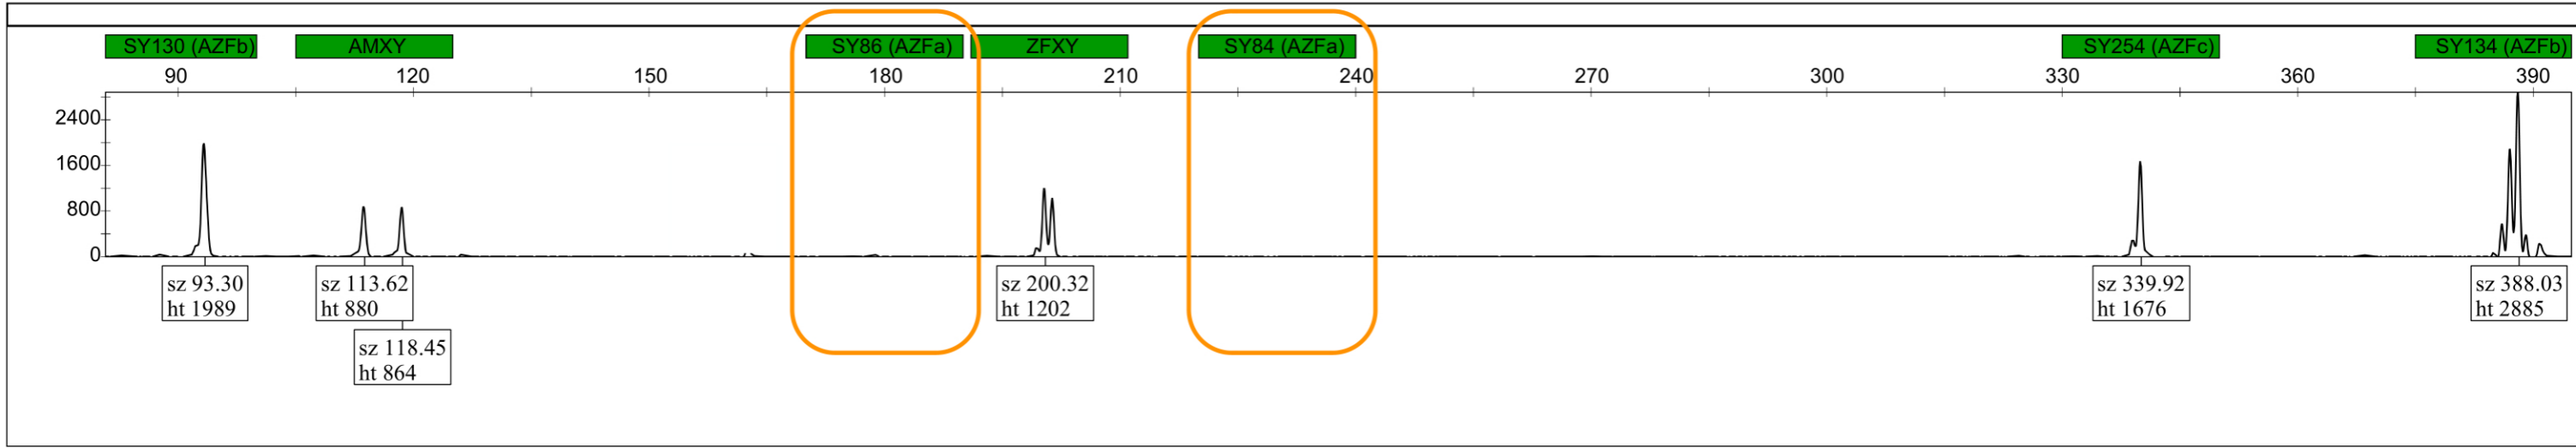 SY130 (AZFb) AMXY SY86 (AZFa) ZFXY SY84 (AZFa) SY254 (AZFc) SY134 (AZFb)
90 120 150 180 210 240 270 300 330 360 390
2400
1600
800
0
sz 93.30
ht 1989
sz 113.62
ht 880
sz 118.45
ht 864
sz 200.32
ht 1202
sz 339.92
ht 1676
sz 388.03
ht 2885